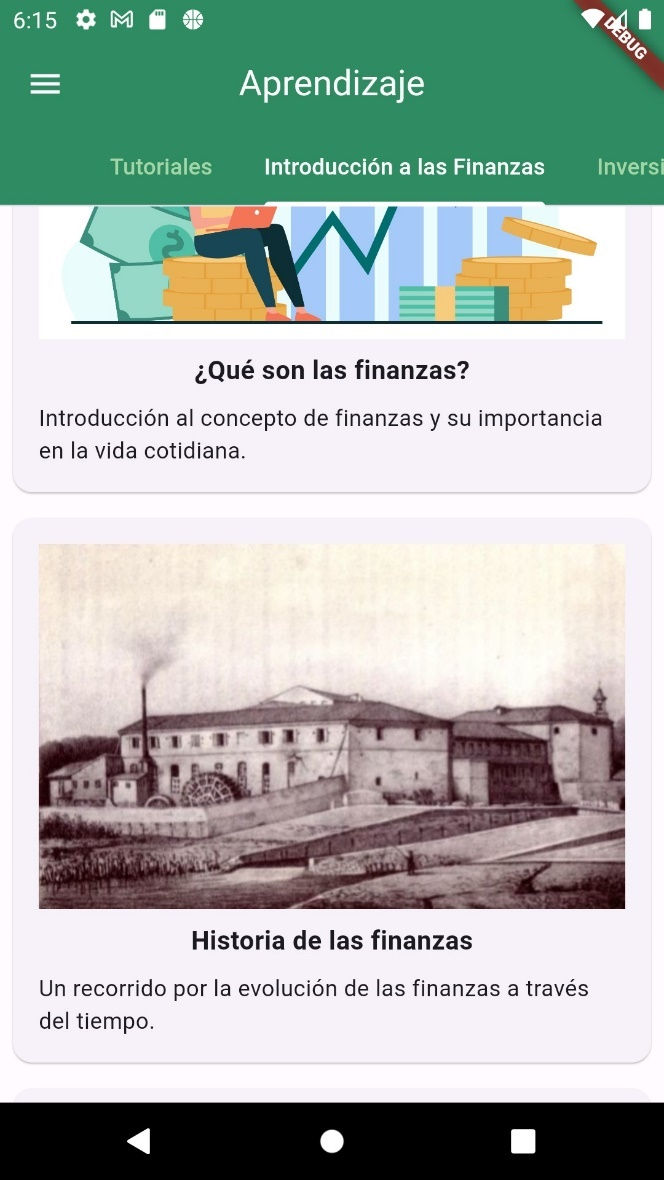 6:15
DEBUG
Aprendizaje
Tutoriales Introducción a las Finanzas Inversi
¿Qué son las finanzas?
Introducción al concepto de finanzas y su importancia
en la vida cotidiana.
Historia de las finanzas
Un recorrido por la evolución de las finanzas a través
del tiempo.